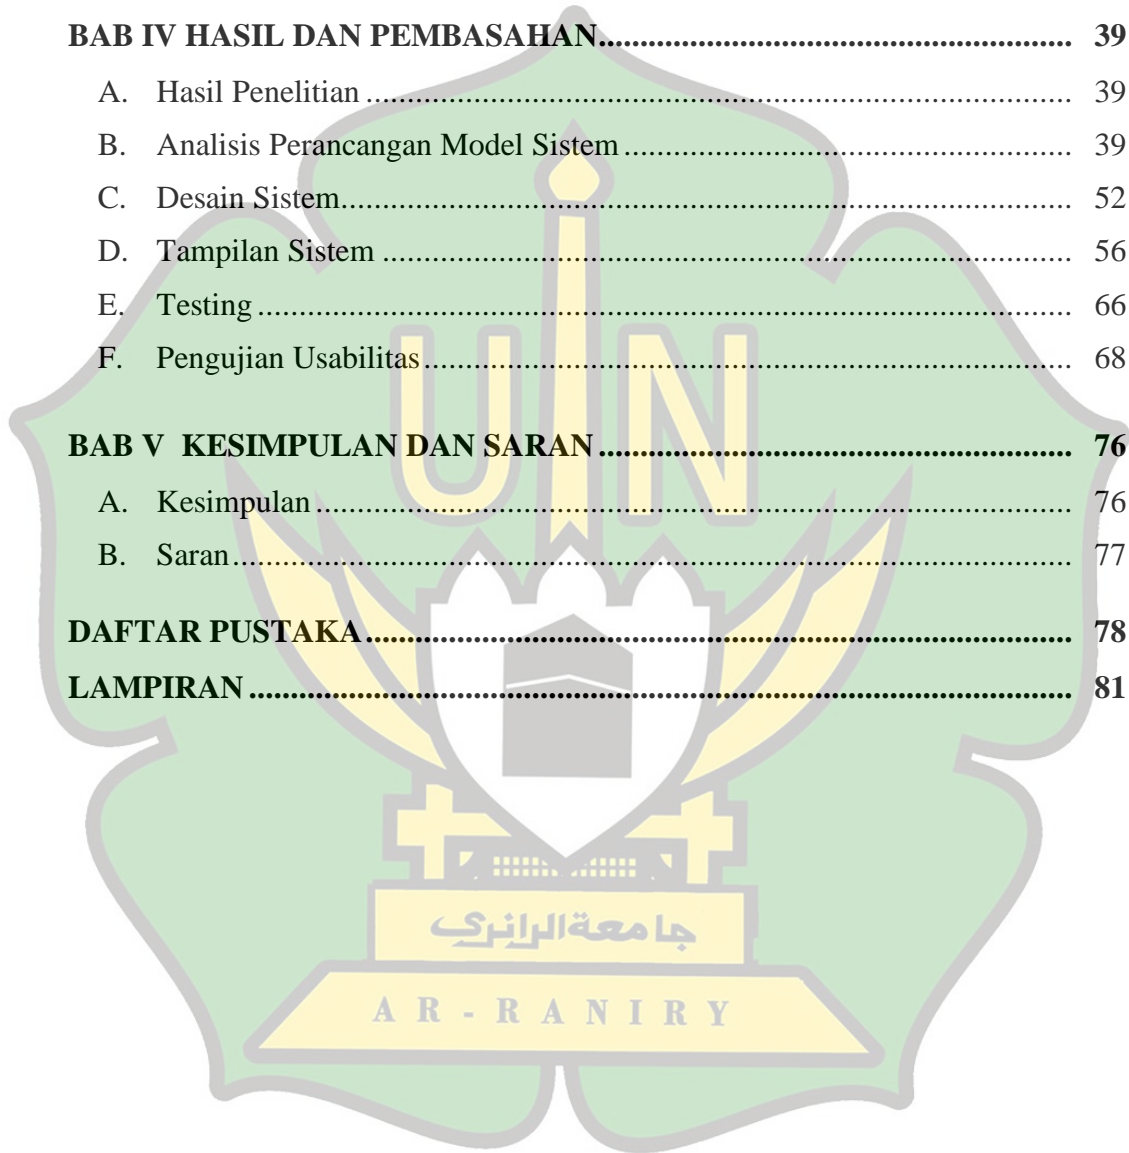 BAB IV HASIL DAN PEMBASAHAN........................................................ 39
A. Hasil Penelitian.................................................................................... 39
B. Analisis Perancangan Model Sistem..................................................... 39
C. Desain Sistem....................................................................................... 52
D. Tampilan Sistem................................................................................... 56
E. Testing................................................................................................. 66
F. Pengujian Usabilitas............................................................................. 68
BAB V KESIMPULAN DAN SARAN........................................................ 76
A. Kesimpulan.......................................................................................... 76
B. Saran.................................................................................................... 77
DAFTAR PUSTAKA.................................................................................... 78
LAMPIRAN.................................................................................................. 81
UIN
جامعة الرانري
AR-RANIRY